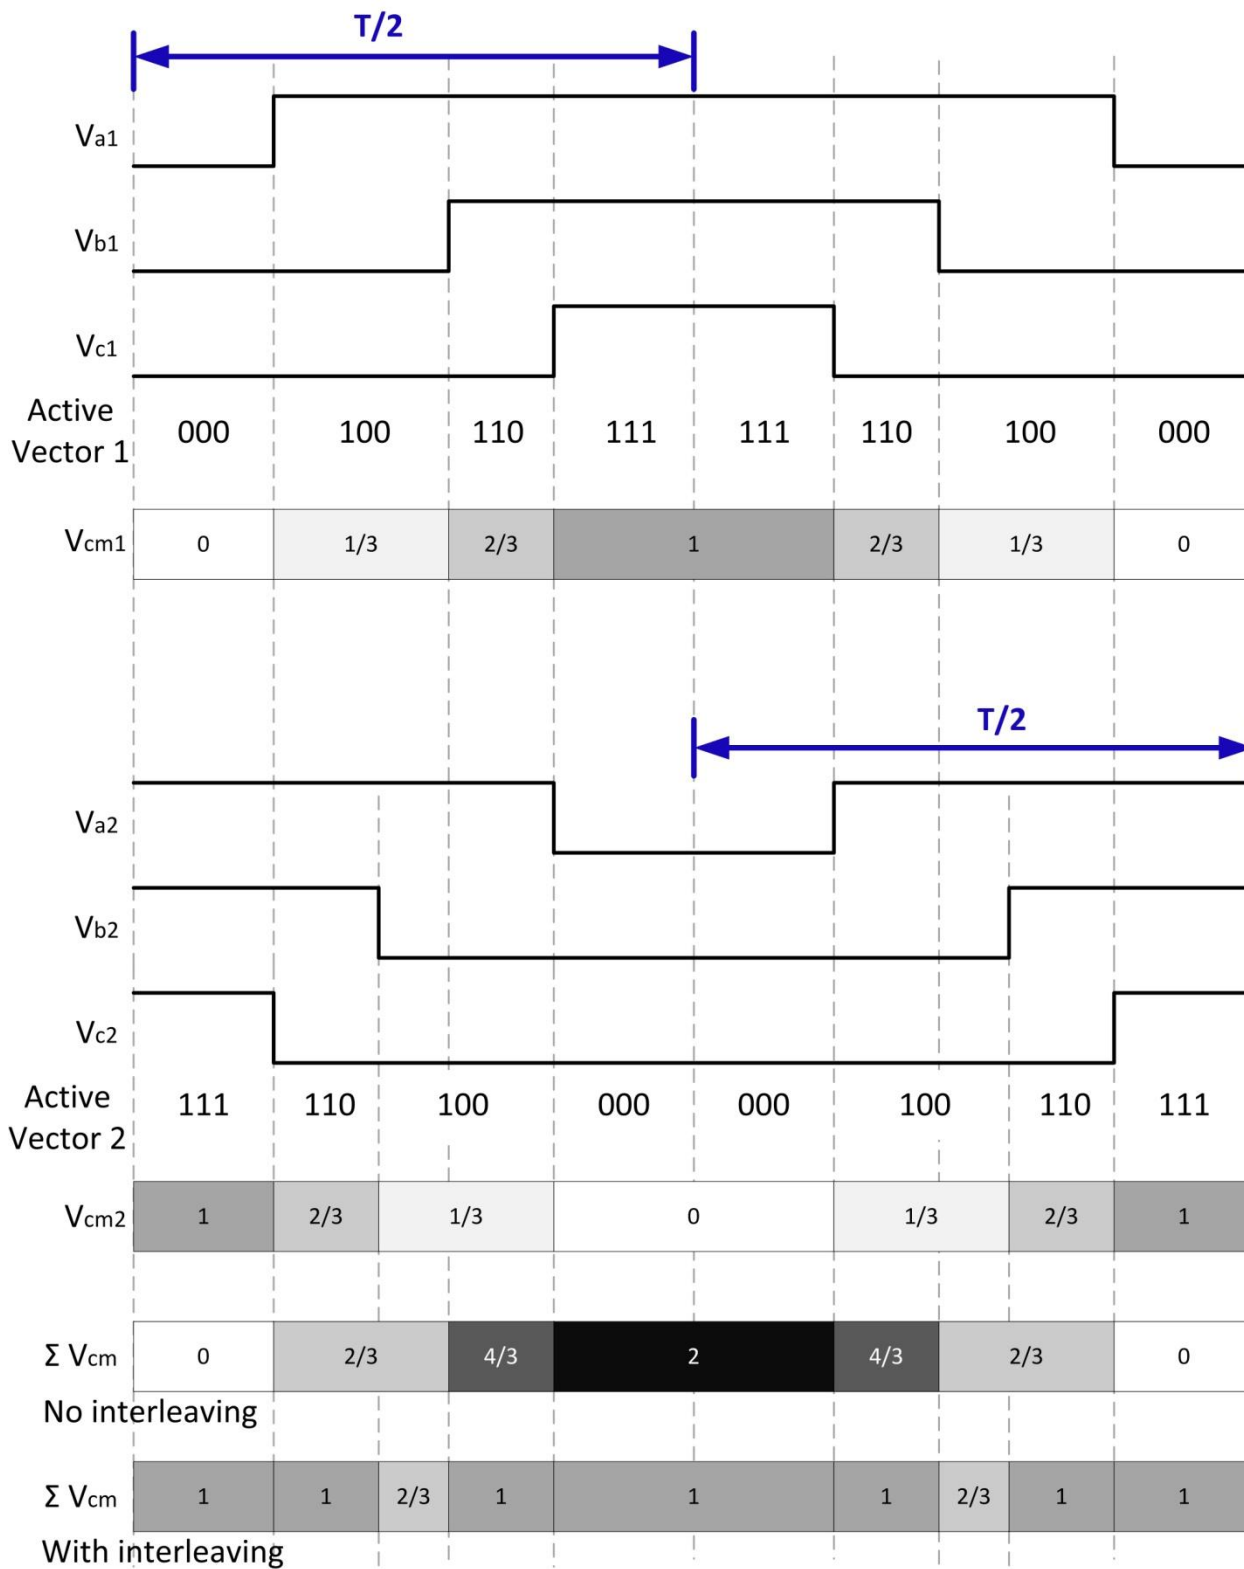 T/2
Va1
Vb1
Vc1
Active
Vector 1
000 100 110 111 111 110 100 000
Vcm1 0 1/3 2/3 1 2/3 1/3 0
T/2
Va2
Vb2
Vc2
Active
Vector 2
111 110 100 000 000 100 110 111
Vcm2 1 2/3 1/3 0 1/3 2/3 1
Σ Vcm 0 2/3 4/3 2 4/3 2/3 0
No interleaving
Σ Vcm 1 1 2/3 1 1 1 2/3 1 1
With interleaving